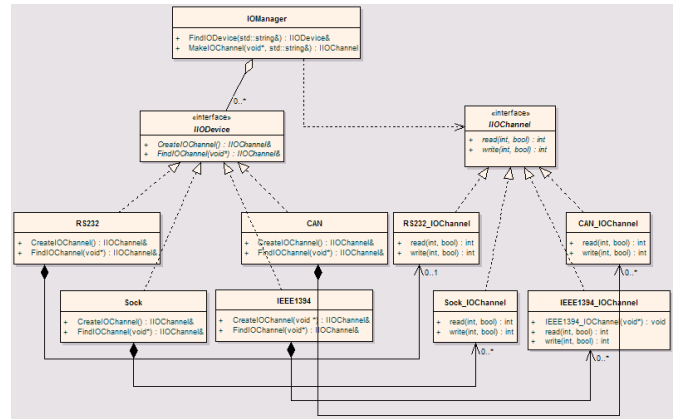 IOManager
+ FindIODevice(std::string&) : IIODevice&
+ MakeIOChannel(void*, std::string&) : IIOChannel
0..*
«interface»
IIODevice
+ CreateIOChannel() : IIOChannel&
+ FindIOChannel(void*) : IIOChannel&
«interface»
IIOChannel
+ read(int, bool) : int
+ write(int, bool) : int
RS232
+ CreateIOChannel() : IIOChannel&
+ FindIOChannel(void*) : IIOChannel&
CAN
+ CreateIOChannel() : IIOChannel&
+ FindIOChannel(void*) : IIOChannel&
RS232_IOChannel
+ read(int, bool) : int
+ write(int, bool) : int
CAN_IOChannel
+ read(int, bool) : int
+ write(int, bool) : int
0..1
0..*
Sock
+ CreateIOChannel() : IIOChannel&
+ FindIOChannel(void*) : IIOChannel&
IEEE1394
+ CreateIOChannel(void *) : IIOChannel&
+ FindIOChannel(void*) : IIOChannel&
Sock_IOChannel
+ read(int, bool) : int
+ write(int, bool) : int
IEEE1394_IOChannel
+ IEEE1394_IOChannel(void*) : void
+ read(int, bool) : int
+ write(int, bool) : int
0..*
0..*